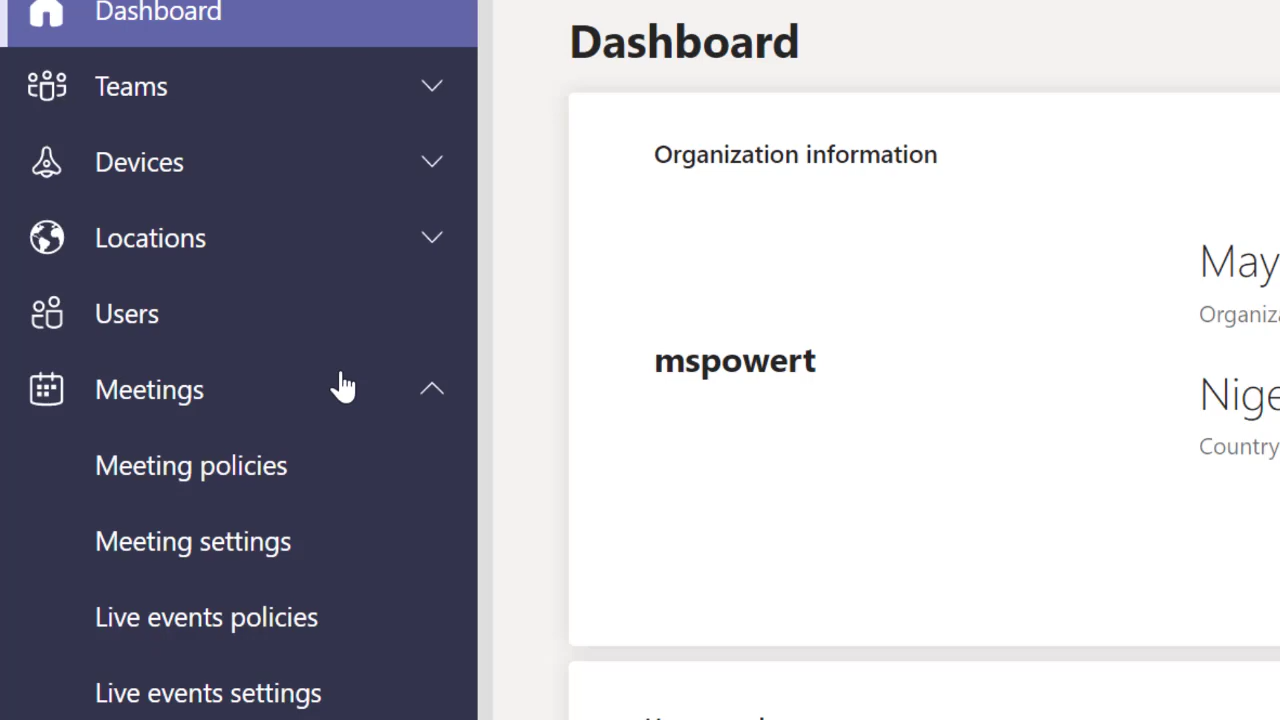 Dashboard
Teams
Devices
Locations
Users
Meetings
Meeting policies
Meeting settings
Live events policies
Live events settings
Dashboard
Organization information
mspowert
May
Organiz
Nige
Country